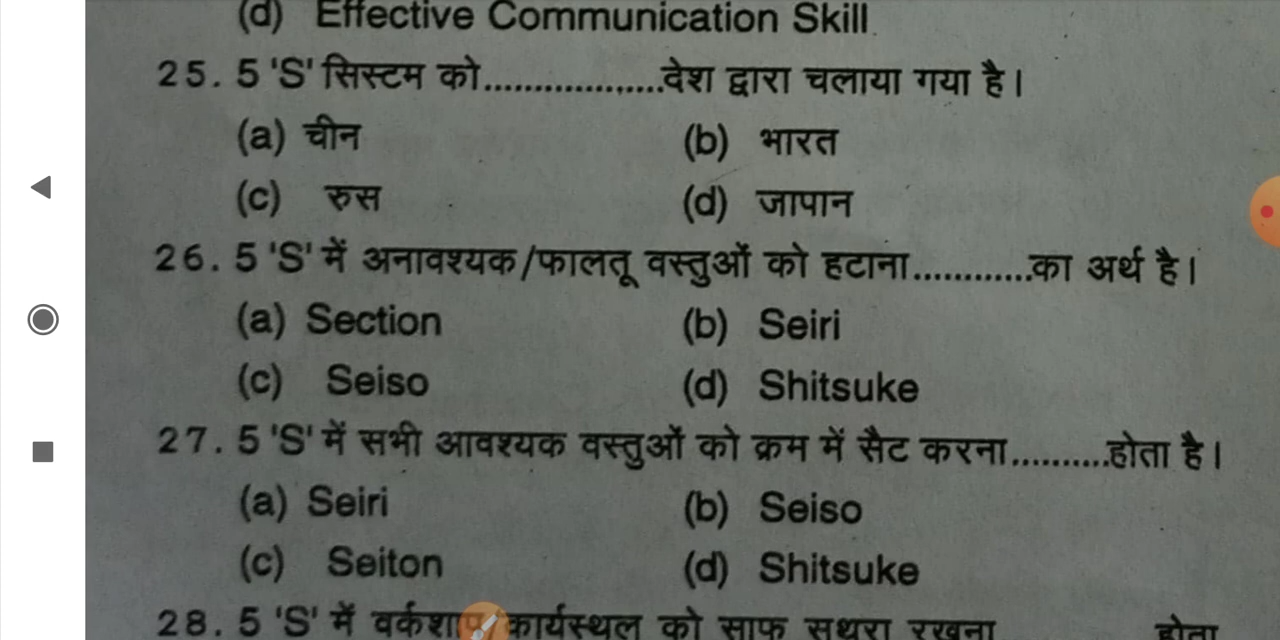 (d) Effective Communication Skill
25. 5 'S' सिस्टम को...................देश द्वारा चलाया गया है।
(a) चीन (b) भारत
(c) रुस (d) जापान
26. 5 'S' में अनावश्यक/फालतू वस्तुओं को हटाना............का अर्थ है।
(a) Section (b) Seiri
(c) Seiso (d) Shitsuke
27. 5 'S' में सभी आवश्यक वस्तुओं को क्रम में सैट करना..........होता है।
(a) Seiri (b) Seiso
(c) Seiton (d) Shitsuke
28. 5 'S' में कार्यस्थल को साफ सुथरा रखना होता